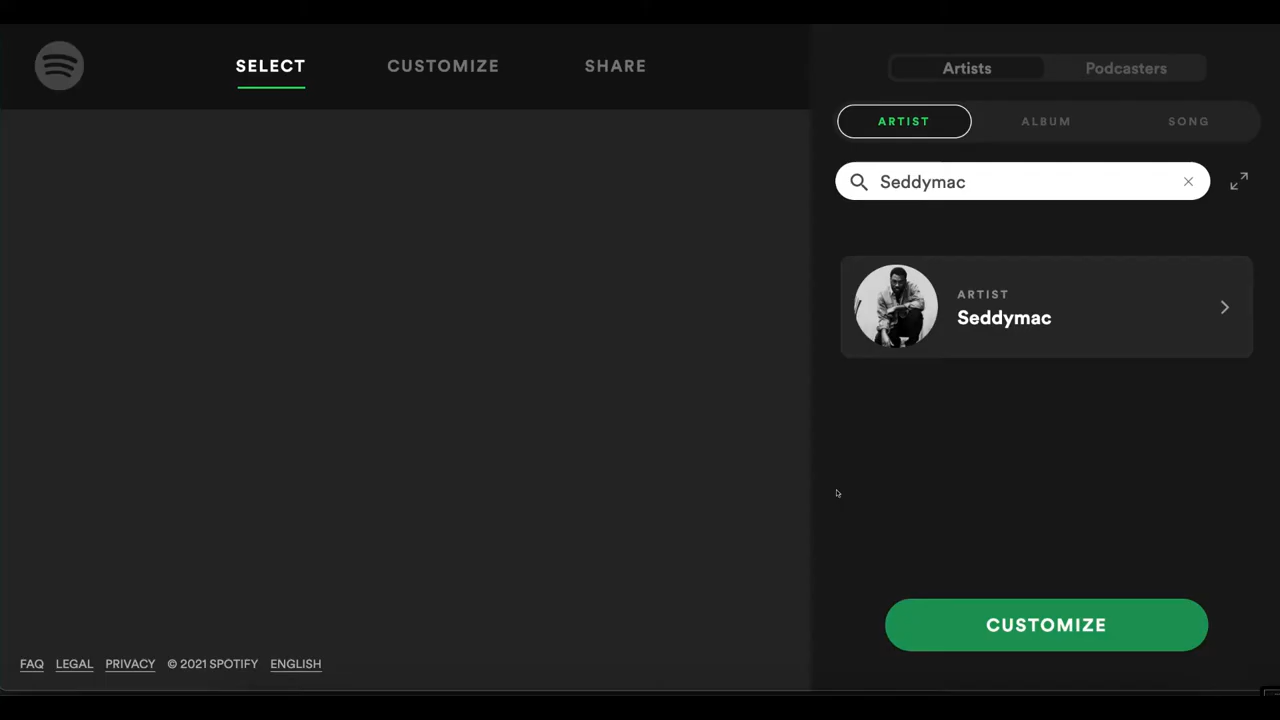 SELECT CUSTOMIZE SHARE
Artists Podcasters
ARTIST ALBUM SONG
Seddymac
ARTIST
Seddymac
CUSTOMIZE
FAQ LEGAL PRIVACY © 2021 SPOTIFY ENGLISH